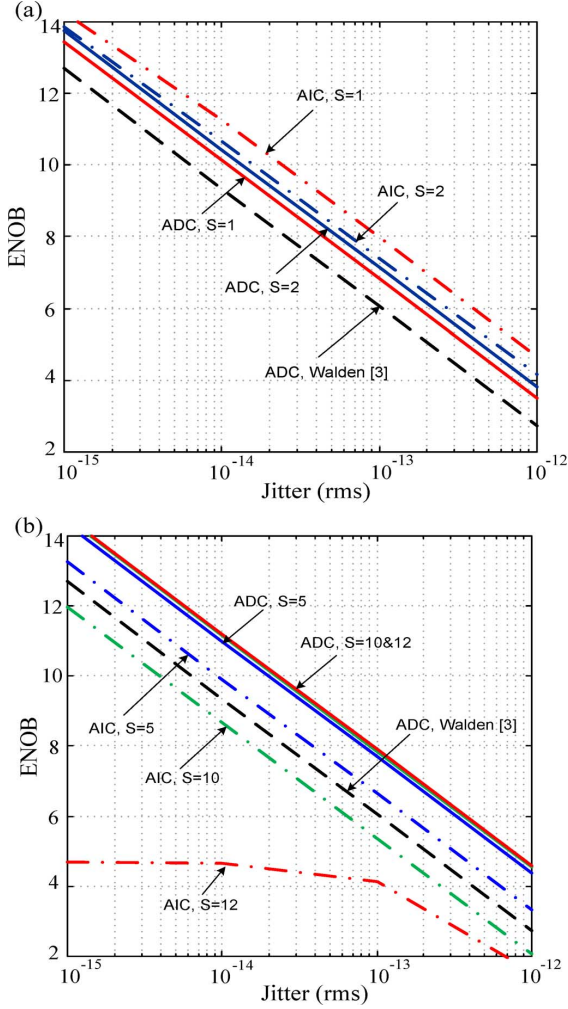 (a)
14
12
10
8
6
4
2
ENOB
AIC, S=1
AIC, S=2
ADC, S=1
ADC, S=2
ADC, Walden [3]
10⁻¹⁵
10⁻¹⁴
10⁻¹³
10⁻¹²
Jitter (rms)
(b)
14
12
10
8
6
4
2
ENOB
ADC, S=5
ADC, S=10&12
ADC, Walden [3]
AIC, S=5
AIC, S=10
AIC, S=12
10⁻¹⁵
10⁻¹⁴
10⁻¹³
10⁻¹²
Jitter (rms)